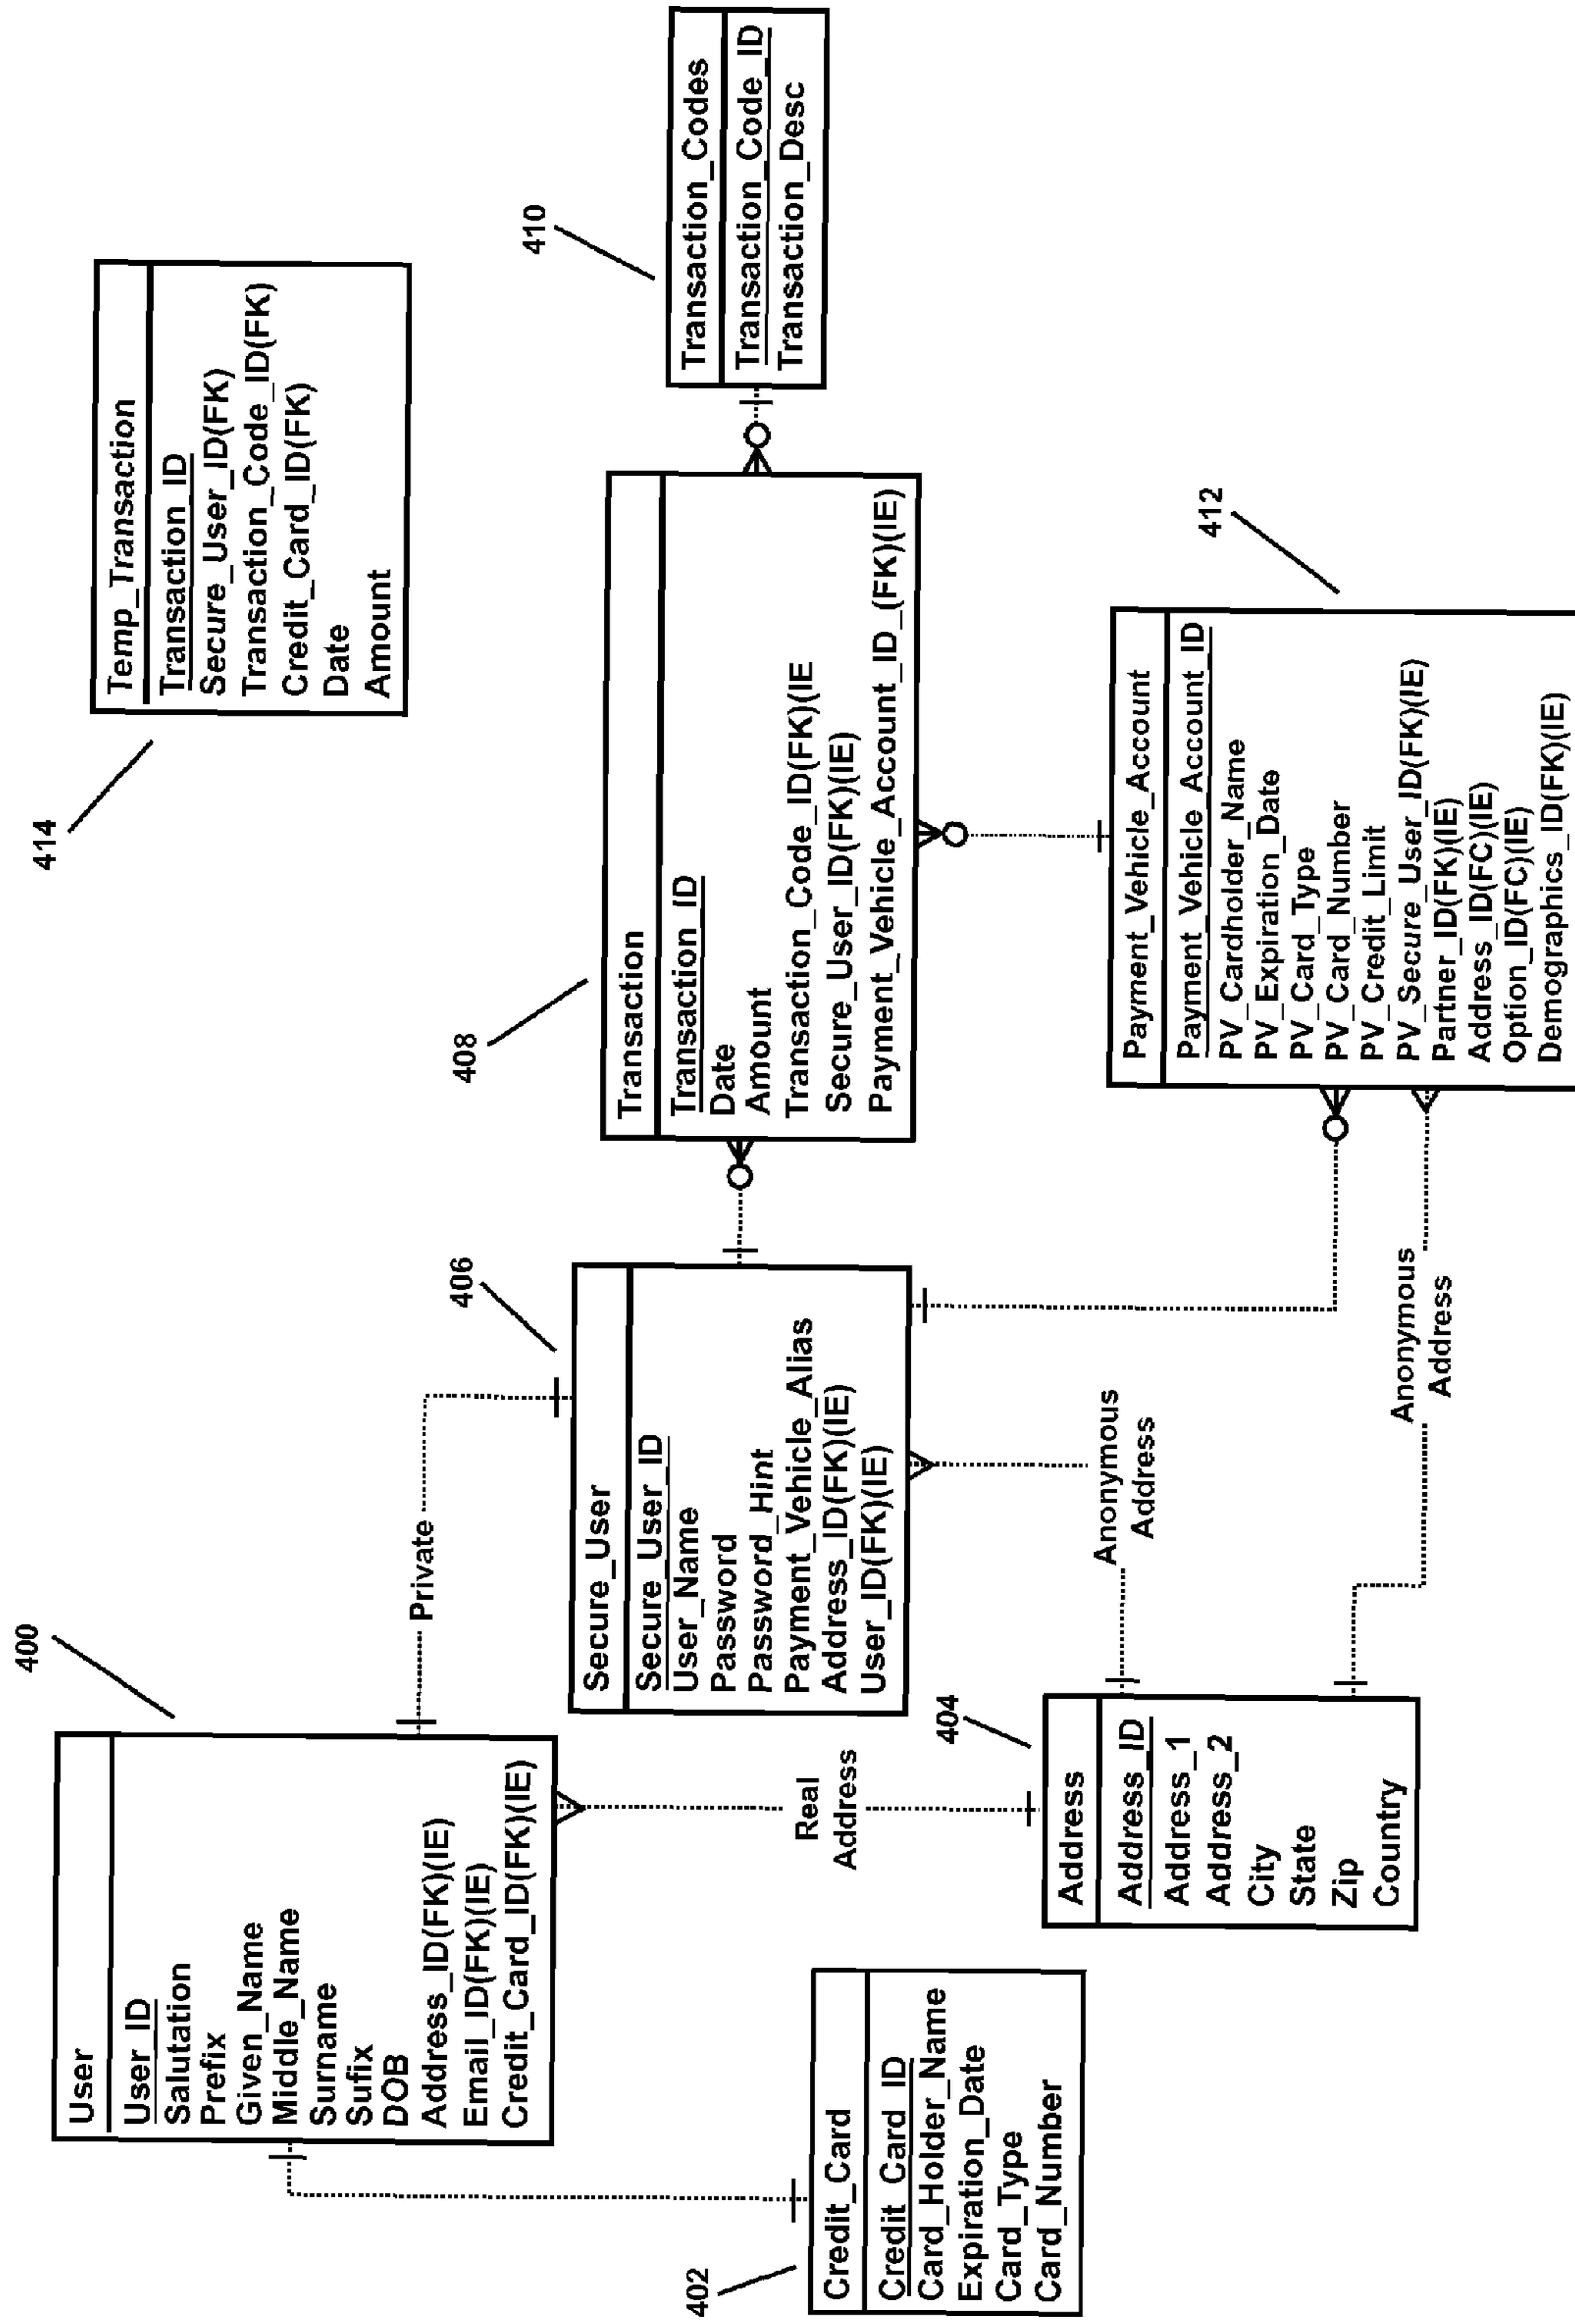 400
User
User_ID
Salutation
Prefix
Given_Name
Middle_Name
Surname
Sufix
DOB
Address_ID(FK)(IE)
Email_ID(FK)(IE)
Credit_Card_ID(FK)(IE)
414
Temp_Transaction
Transaction_ID
Secure_User_ID(FK)
Transaction_Code_ID(FK)
Credit_Card_ID(FK)
Date
Amount
Private
406
Secure_User
Secure_User_ID
User_Name
Password
Password_Hint
Payment_Vehicle_Alias
Address_ID(FK)(IE)
User_ID(FK)(IE)
408
Transaction
Transaction_ID
Date
Amount
Transaction_Code_ID(FK)(IE
Secure_User_ID(FK)(IE)
Payment_Vehicle_Account_ID_(FK)(IE)
410
Transaction_Codes
Transaction_Code_ID
Transaction_Desc
402
Credit_Card
Credit_Card_ID
Card_Holder_Name
Expiration_Date
Card_Type
Card_Number
Real
Address
404
Address
Address_ID
Address_1
Address_2
City
State
Zip
Country
Anonymous
Address
Anonymous
Address
412
Payment_Vehicle_Account
Payment_Vehicle_Account_ID
PV_Cardholder_Name
PV_Expiration_Date
PV_Card_Type
PV_Card_Number
PV_Credit_Limit
PV_Secure_User_ID(FK)(IE)
Partner_ID(FK)(IE)
Address_ID(FC)(IE)
Option_ID(FC)(IE)
Demographics_ID(FK)(IE)